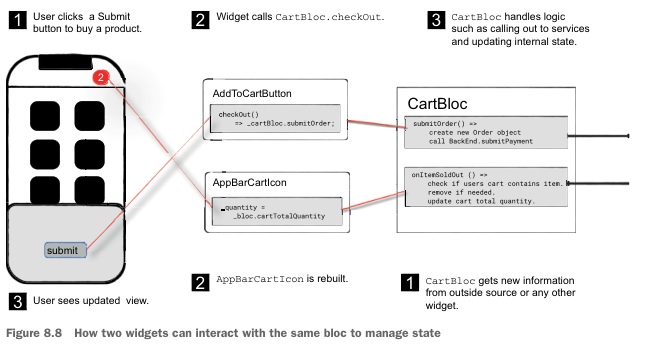 1 User clicks a Submit
button to buy a product.
2 Widget calls CartBloc.checkOut.
3 CartBloc handles logic
such as calling out to services
and updating internal state.
2
AddToCartButton
checkOut()
=> _cartBloc.submitOrder;
CartBloc
submitOrder() =>
create new Order object
call BackEnd.submitPayment
AppBarCartIcon
_quantity =
_bloc.cartTotalQuantity
onItemSoldOut () =>
check if users cart contains item.
remove if needed.
update cart total quantity.
submit
3 User sees updated view.
2 AppBarCartIcon is rebuilt.
1 CartBloc gets new information
from outside source or any other
widget.
Figure 8.8 How two widgets can interact with the same bloc to manage state